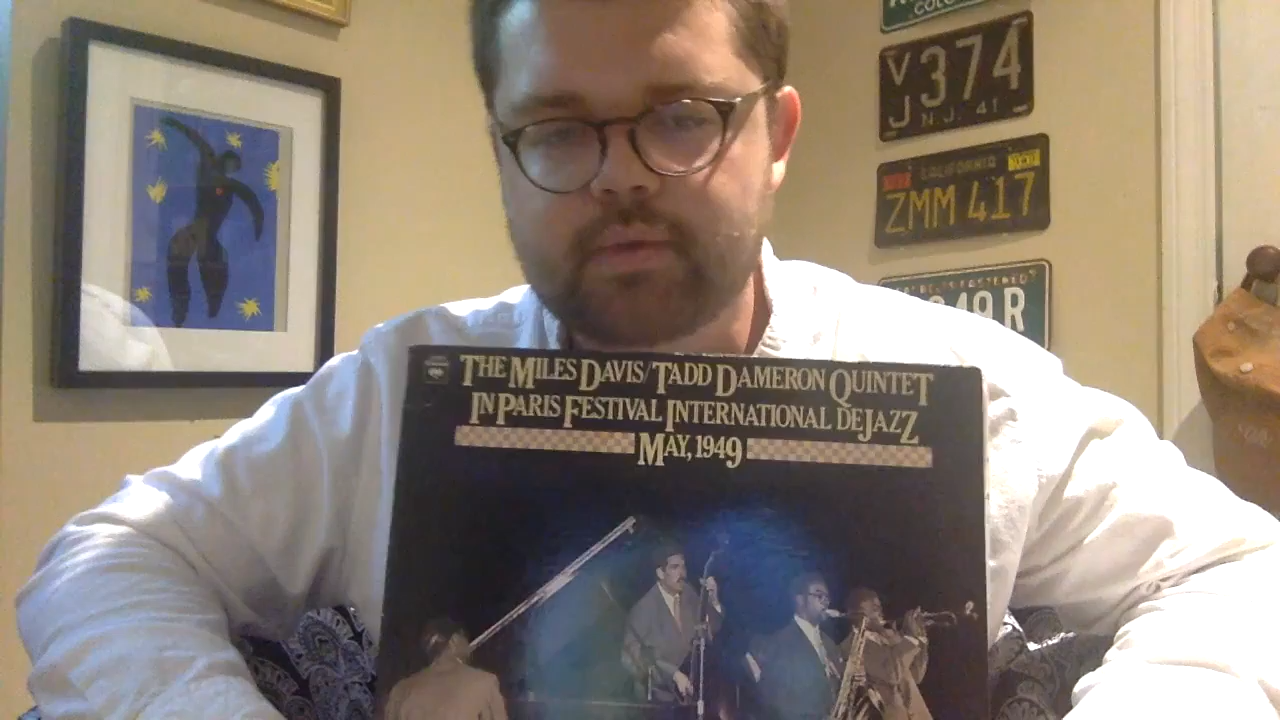 COLO
V J 374
N.J. 41
CALIFORNIA
ZMM 417
THE MILES DAVIS/TADD DAMERON QUINTET
IN PARIS FESTIVAL INTERNATIONAL DE JAZZ
MAY, 1949